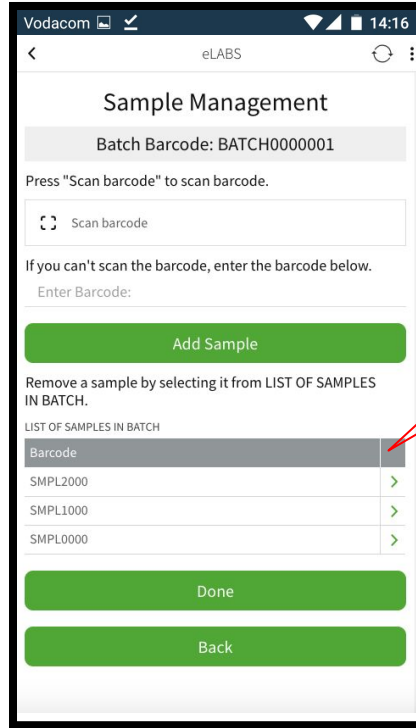 Vodacom 14:16
eLABS
Sample Management
Batch Barcode: BATCH0000001
Press "Scan barcode" to scan barcode.
Scan barcode
If you can't scan the barcode, enter the barcode below.
Enter Barcode:
Add Sample
Remove a sample by selecting it from LIST OF SAMPLES
IN BATCH.
LIST OF SAMPLES IN BATCH
Barcode
SMPL2000
SMPL1000
SMPL0000
Done
Back